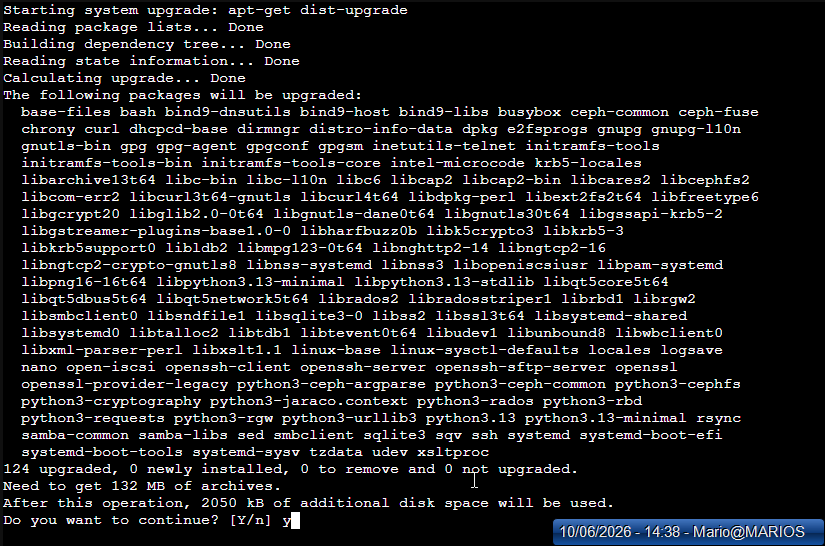 Starting system upgrade: apt-get dist-upgrade
Reading package lists... Done
Building dependency tree... Done
Reading state information... Done
Calculating upgrade... Done
The following packages will be upgraded:
  base-files bash bind9-dnsutils bind9-host bind9-libs busybox ceph-common ceph-fuse
  chrony curl dhcpcd-base dirmngr distro-info-data dpkg e2fsprogs gnupg gnupg-l10n
  gnutls-bin gpg gpg-agent gpgconf gpgsm inetutils-telnet initramfs-tools
  initramfs-tools-bin initramfs-tools-core intel-microcode krb5-locales
  libarchive13t64 libc-bin libc-l10n libc6 libcap2 libcap2-bin libcares2 libcephfs2
  libcom-err2 libcurl3t64-gnutls libcurl4t64 libdpkg-perl libext2fs2t64 libfreetype6
  libgcrypt20 libglib2.0-0t64 libgnutls-dane0t64 libgnutls30t64 libgssapi-krb5-2
  libgstreamer-plugins-base1.0-0 libharfbuzz0b libk5crypto3 libkrb5-3
  libkrb5support0 libldb2 libmpg123-0t64 libnghttp2-14 libngtcp2-16
  libngtcp2-crypto-gnutls8 libnss-systemd libnss3 libopeniscsiusr libpam-systemd
  libpng16-16t64 libpython3.13-minimal libpython3.13-stdlib libqt5core5t64
  libqt5dbus5t64 libqt5network5t64 librados2 libradosstriper1 librbd1 librgw2
  libsmbclient0 libsndfile1 libsqlite3-0 libss2 libssl3t64 libsystemd-shared
  libsystemd0 libtalloc2 libtdb1 libtevent0t64 libudev1 libunbound8 libwbclient0
  libxml-parser-perl libxslt1.1 linux-base linux-sysctl-defaults locales logsave
  nano open-iscsi openssh-client openssh-server openssh-sftp-server openssl
  openssl-provider-legacy python3-ceph-argparse python3-ceph-common python3-cephfs
  python3-cryptography python3-jaraco.context python3-rados python3-rbd
  python3-requests python3-rgw python3-urllib3 python3.13 python3.13-minimal rsync
  samba-common samba-libs sed smbclient sqlite3 sqv ssh systemd systemd-boot-efi
  systemd-boot-tools systemd-sysv tzdata udev xsltproc
124 upgraded, 0 newly installed, 0 to remove and 0 not upgraded.
Need to get 132 MB of archives.
After this operation, 2050 kB of additional disk space will be used.
Do you want to continue? [Y/n] y
10/06/2026 - 14:38 - Mario@MARIOS